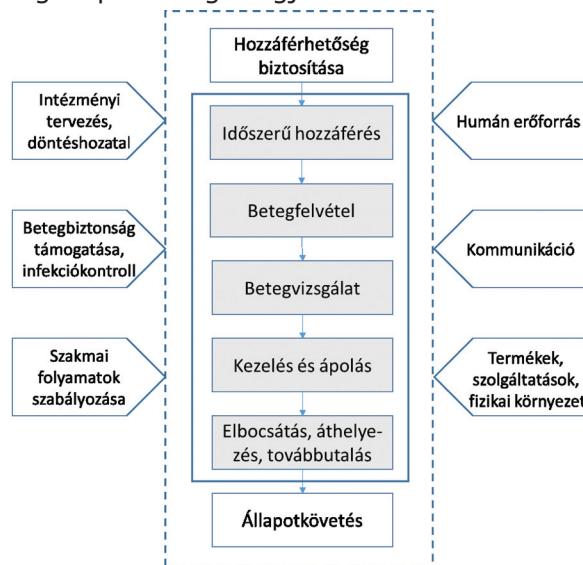 Hozzáférhetőség
biztosítása
Intézményi
tervezés,
döntéshozatal
Időszerű hozzáférés
Humán erőforrás
Betegfelvétel
Betegbiztonság
támogatása,
infekciókontroll
Kommunikáció
Betegvizsgálat
Szakmai
folyamatok
szabályozása
Kezelés és ápolás
Termékek,
szolgáltatások,
fizikai környezet
Elbocsátás, áthelye-
zés, továbbutalás
Állapotkövetés